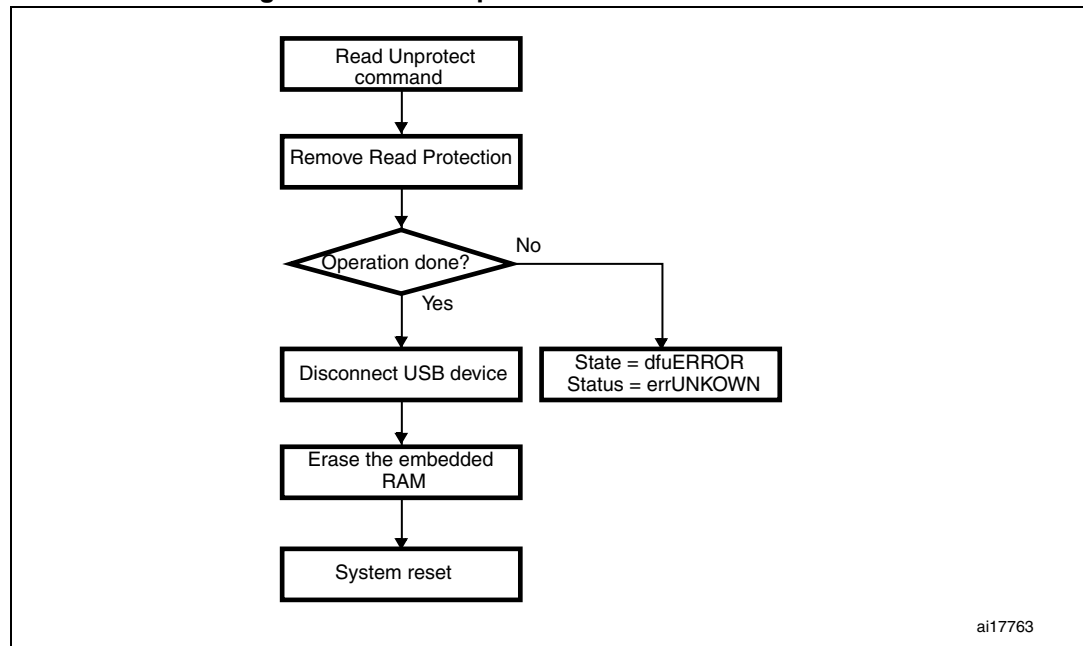 Read Unprotect
command
Remove Read Protection
Operation done?
No
Yes
Disconnect USB device
State = dfuERROR
Status = errUNKOWN
Erase the embedded
RAM
System reset
ai17763